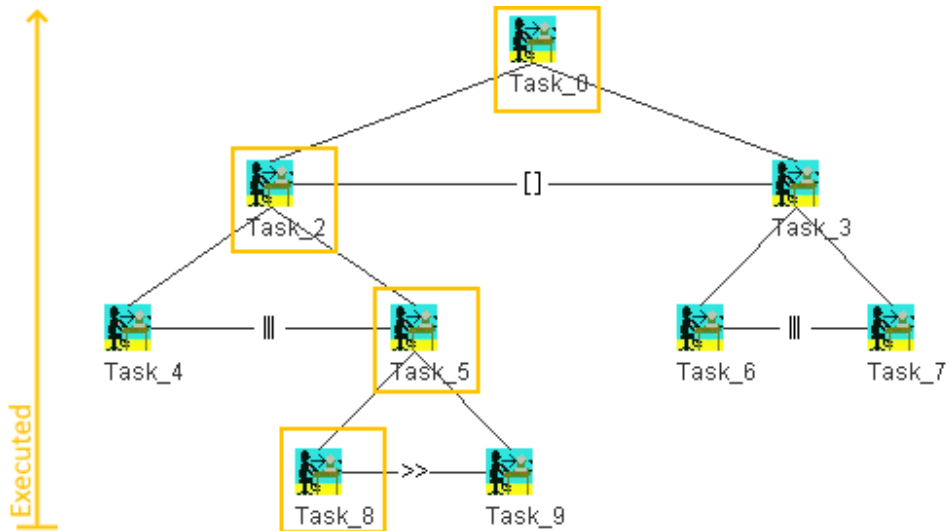 Task_0
Task_2
[]
Task_3
Task_4
|||
Task_5
Task_6
|||
Task_7
Task_8
>>
Task_9
Executed